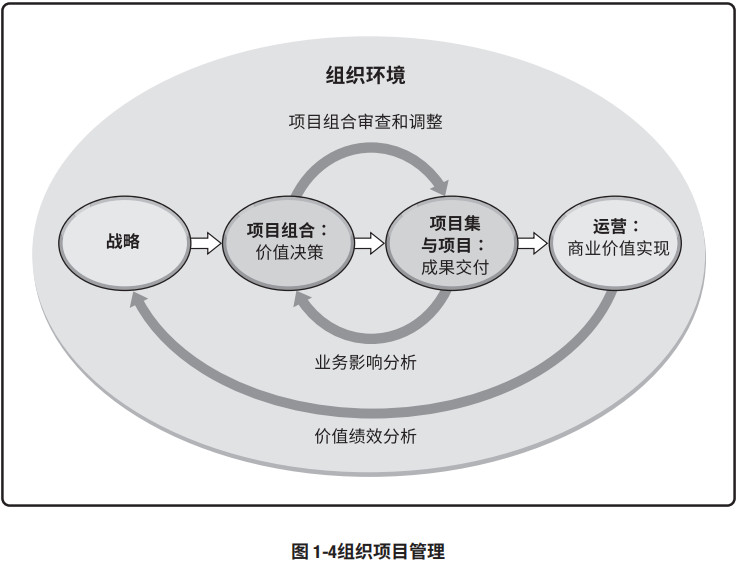 组织环境
项目组合审查和调整
战略
项目组合：
价值决策
项目集
与项目：
成果交付
运营：
商业价值实现
业务影响分析
价值绩效分析
图 1-4组织项目管理